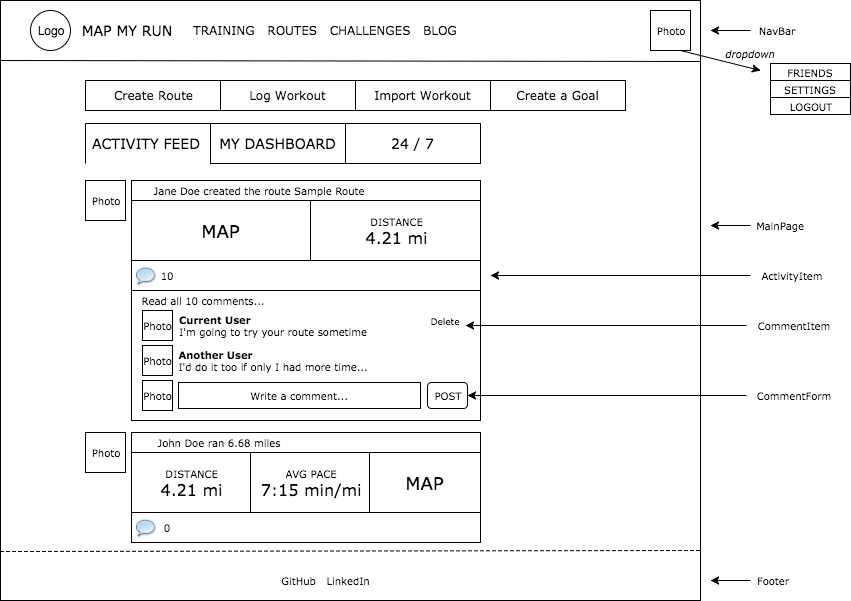 Logo MAP MY RUN TRAINING ROUTES CHALLENGES BLOG Photo NavBar
dropdown
FRIENDS
SETTINGS
LOGOUT
Create Route Log Workout Import Workout Create a Goal
ACTIVITY FEED MY DASHBOARD 24 / 7
Photo
Jane Doe created the route Sample Route
MAP
DISTANCE
4.21 mi
MainPage
10
ActivityItem
Read all 10 comments...
Photo
Current User
I'm going to try your route sometime
Delete
CommentItem
Photo
Another User
I'd do it too if only I had more time...
Photo Write a comment... POST
CommentForm
Photo
John Doe ran 6.68 miles
DISTANCE
4.21 mi
AVG PACE
7:15 min/mi
MAP
0
GitHub LinkedIn
Footer